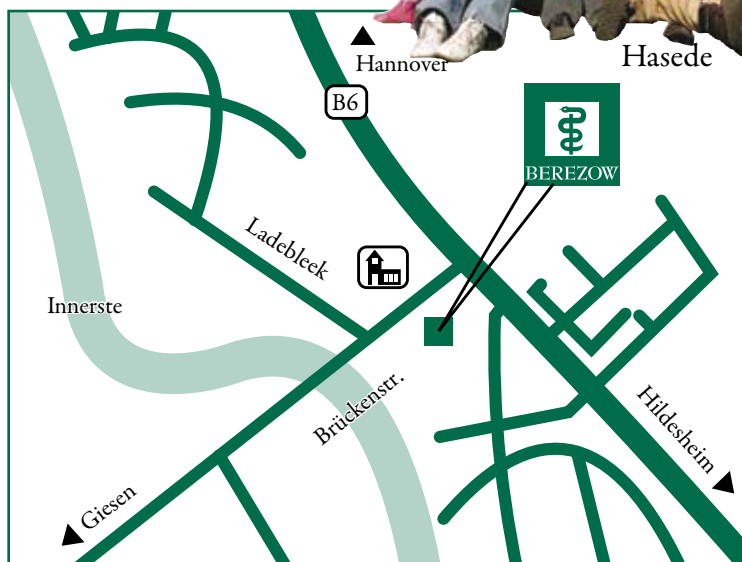 Hannover
Hasede
B6
BEREZOW
Ladebleek
Innerste
Brückenstr.
Hildesheim
Giesen